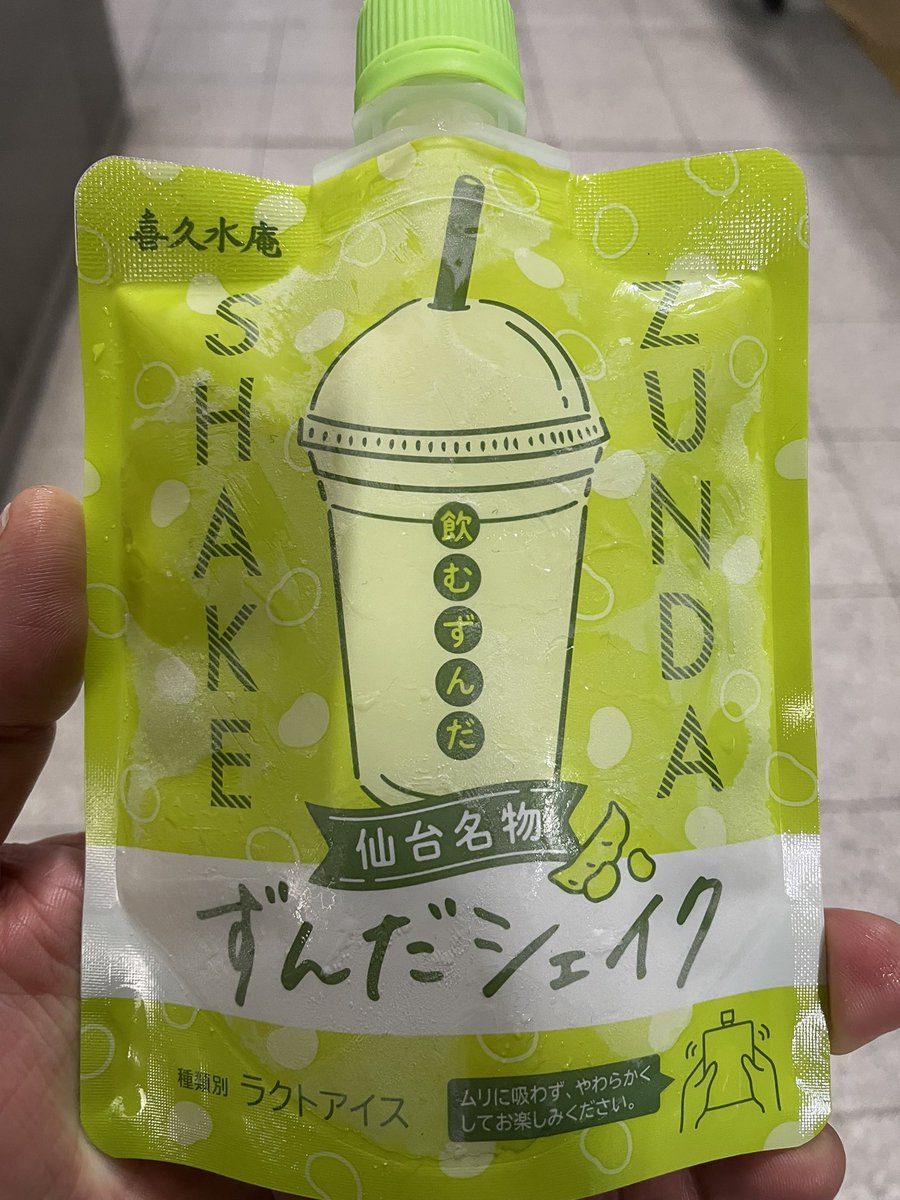 喜久水庵
SHAKE
ZUNDA
飲むずんだ
仙台名物
ずんだシェイク
種類別 ラクトアイス
ムリに吸わず、やわらかく
してお楽しみください。